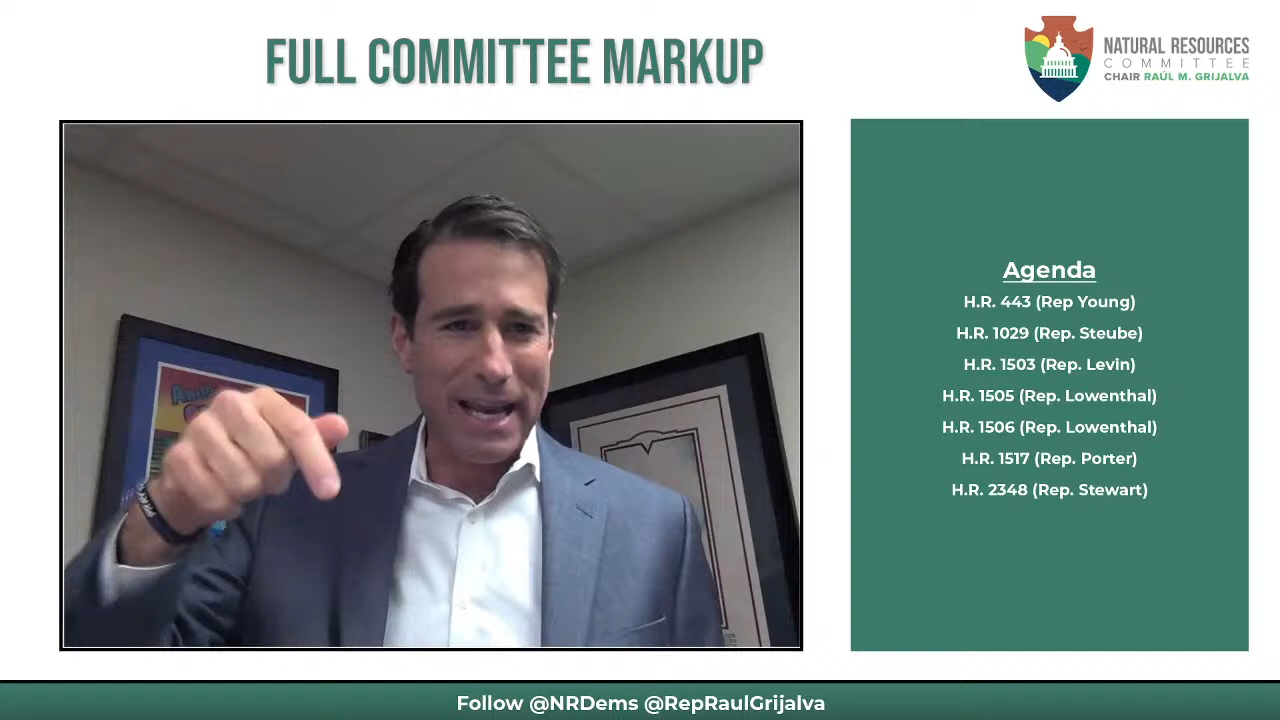 FULL COMMITTEE MARKUP
NATURAL RESOURCES
COMMITTEE
CHAIR RAÚL M. GRIJALVA
Agenda
H.R. 443 (Rep Young)
H.R. 1029 (Rep. Steube)
H.R. 1503 (Rep. Levin)
H.R. 1505 (Rep. Lowenthal)
H.R. 1506 (Rep. Lowenthal)
H.R. 1517 (Rep. Porter)
H.R. 2348 (Rep. Stewart)
Follow @NRDems @RepRaulGrijalva